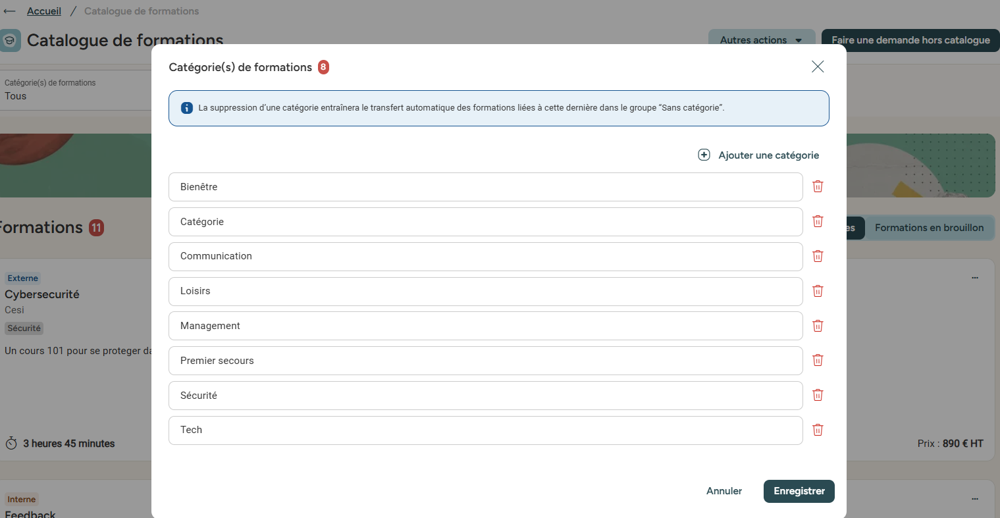 Accueil / Catalogue de formations
Catalogue de formations
Autres actions
Faire une demande hors catalogue
Catégorie(s) de formations
Tous
Catégorie(s) de formations 8
La suppression d'une catégorie entraînera le transfert automatique des formations liées à cette dernière dans le groupe “Sans catégorie”.
Ajouter une catégorie
Bienêtre
Catégorie
Communication
Loisirs
Management
Premier secours
Sécurité
Tech
Annuler
Enregistrer
Formations 11
Formations en brouillon
Externe
...
Cybersecurité
Cesi
Sécurité
Un cours 101 pour se proteger
3 heures 45 minutes
Prix : 890 € HT
Interne
...
Feedback